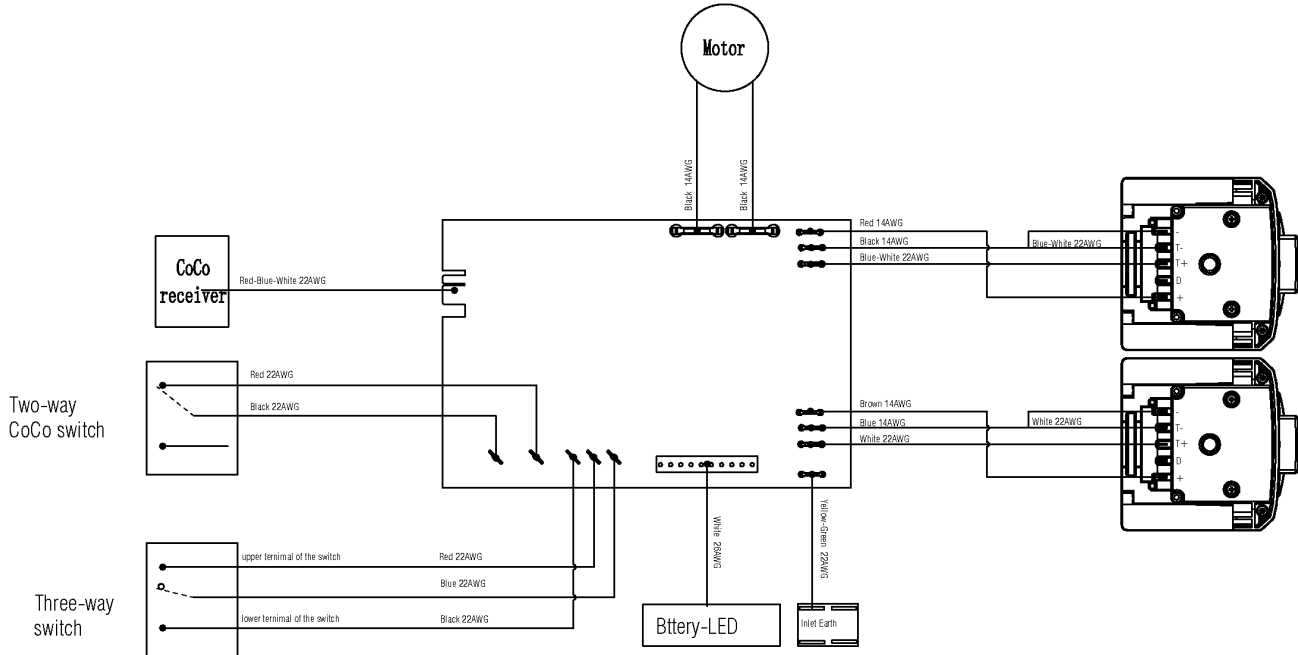 Motor
Black 14AWG
Black 14AWG
CoCo
receiver
Red-Blue-White 22AWG
Red 14AWG
Black 14AWG
Blue-White 22AWG
Blue-White 22AWG
-
T-
T+
D
+
Two-way
CoCo switch
Red 22AWG
Black 22AWG
Brown 14AWG
Blue 14AWG
White 22AWG
White 22AWG
-
T-
T+
D
+
Three-way
switch
upper ternimal of the switch
Red 22AWG
Blue 22AWG
lower ternimal of the switch
Black 22AWG
White 26AWG
Yellow-Green 22AWG
Bttery-LED
Inlet Earth